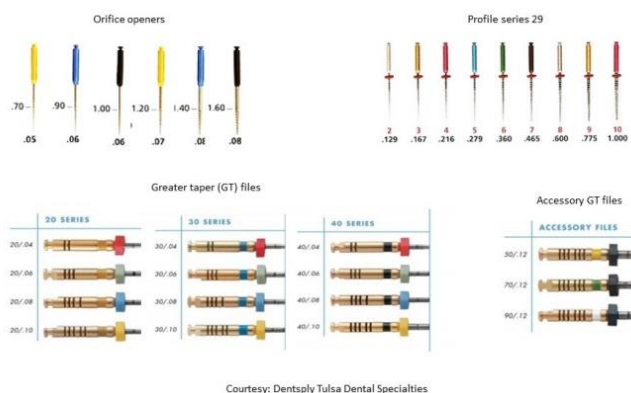 Orifice openers
.70 .90 1.00 1.20 1.40 1.60
.05 .06 .06 .07 .08 .08
Profile series 29
2 3 4 5 6 7 8 9 10
.129 .167 .216 .279 .360 .465 .600 .775 1.000
Greater taper (GT) files
20 SERIES
20/.04
20/.06
20/.08
20/.10
30 SERIES
30/.04
30/.06
30/.08
30/.10
40 SERIES
40/.04
40/.06
40/.08
40/.10
Accessory GT files
ACCESSORY FILES
50/.12
70/.12
90/.12
Courtesy: Dentsply Tulsa Dental Specialties